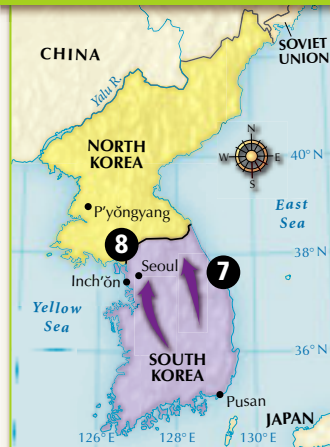 CHINA
SOVIET
UNION
Yalu R.
NORTH
KOREA
N
W
E
S
40°N
P'yŏngyang
East
Sea
8
38°N
Seoul
7
Inch'ŏn
Yellow
Sea
36°N
SOUTH
KOREA
Pusan
JAPAN
126°E
128°E
130°E